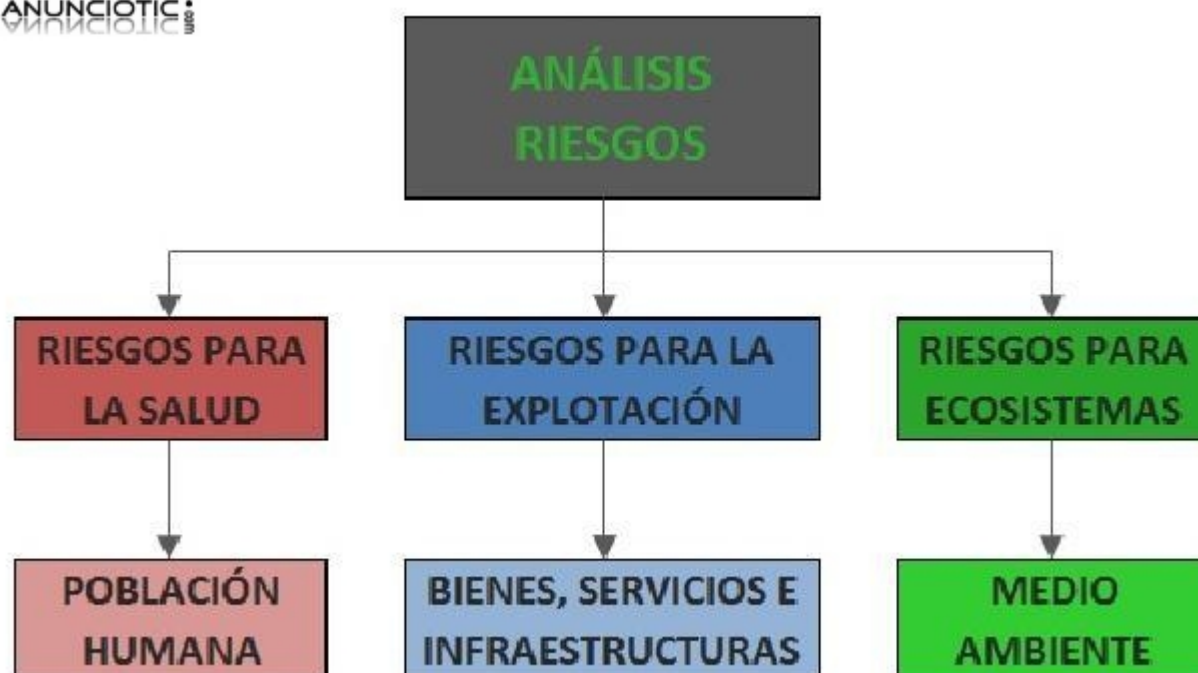 ANUNCIOTIC.com
ANÁLISIS
RIESGOS
RIESGOS PARA
LA SALUD
RIESGOS PARA LA
EXPLOTACIÓN
RIESGOS PARA
ECOSISTEMAS
POBLACIÓN
HUMANA
BIENES, SERVICIOS E
INFRAESTRUCTURAS
MEDIO
AMBIENTE